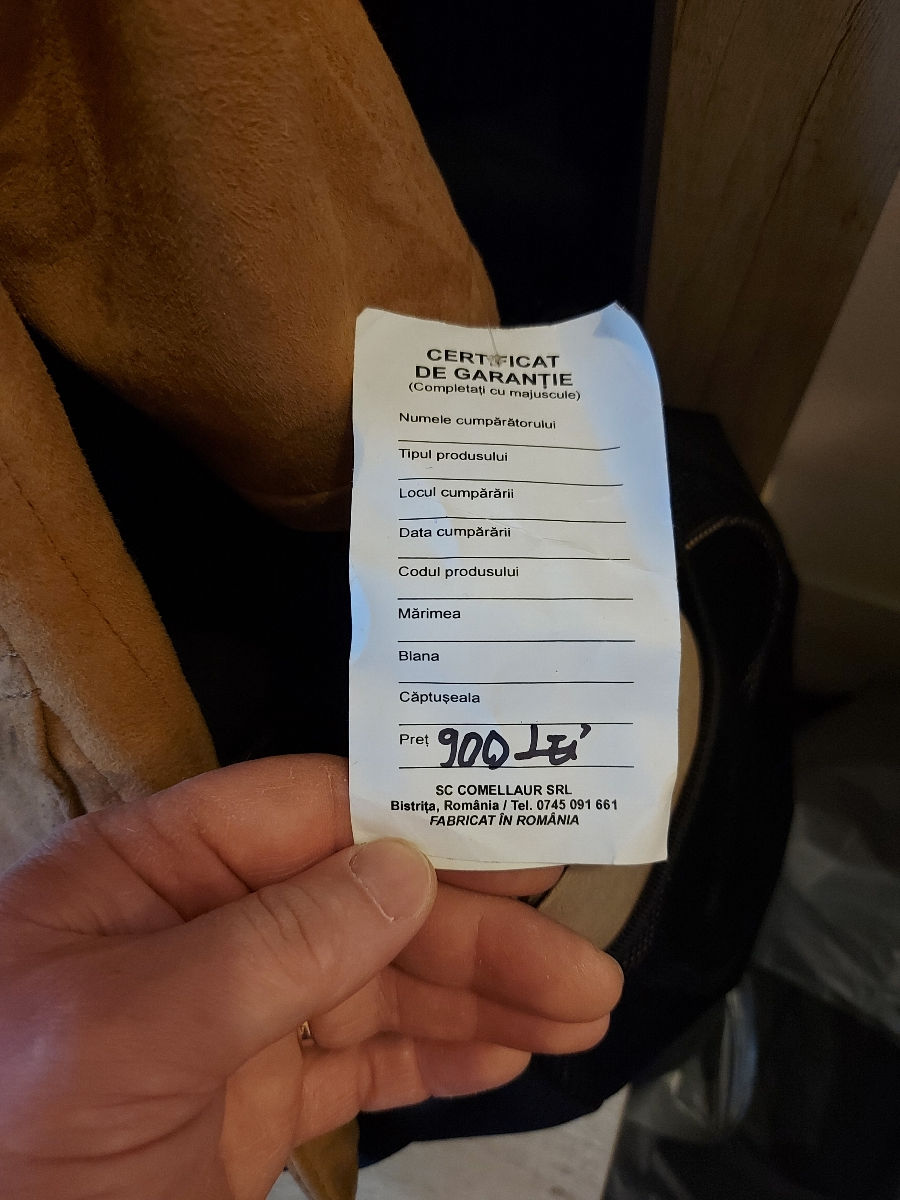 CERTIFICAT
DE GARANȚIE
(Completați cu majuscule)
Numele cumpărătorului
Tipul produsului
Locul cumpărării
Data cumpărării
Codul produsului
Mărimea
Blana
Căptușeala
Preț 900 LEI
SC COMELLAUR SRL
Bistrița, România / Tel. 0745 091 661
FABRICAT ÎN ROMÂNIA